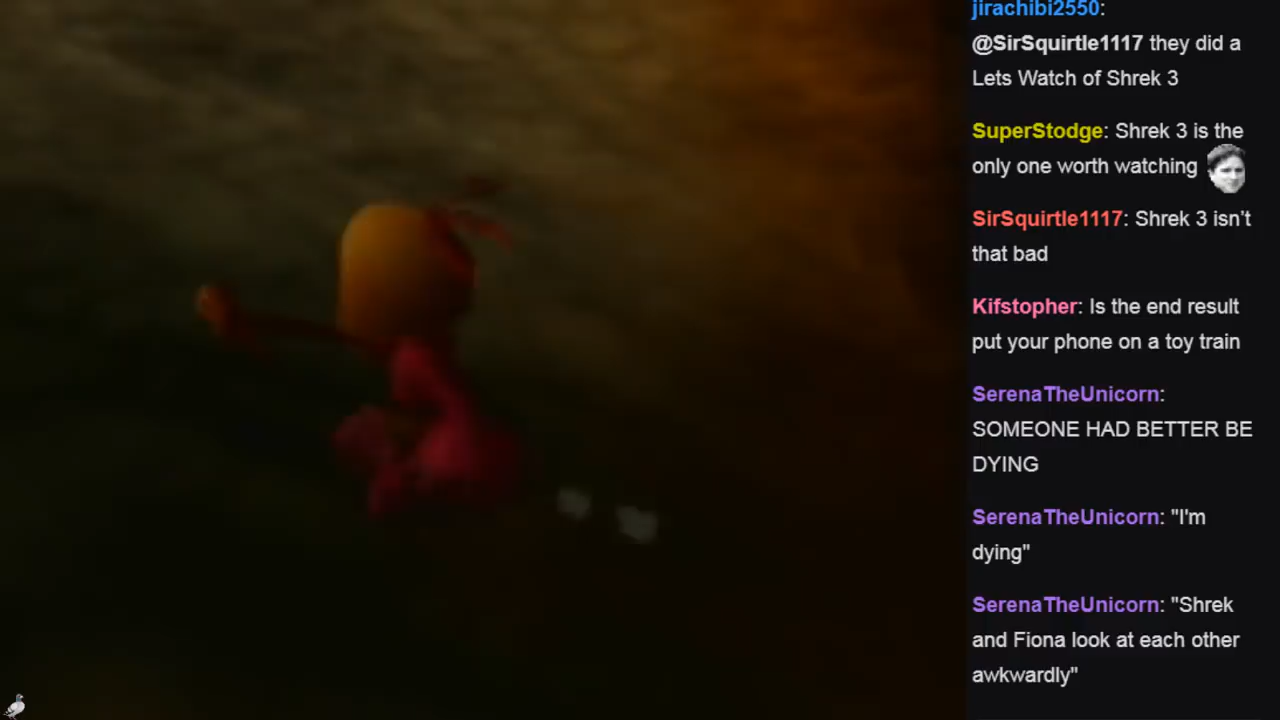 jirachibi2550:
@SirSquirtle1117 they did a
Lets Watch of Shrek 3
SuperStodge: Shrek 3 is the
only one worth watching
SirSquirtle1117: Shrek 3 isn't
that bad
Kifstopher: Is the end result
put your phone on a toy train
SerenaTheUnicorn:
SOMEONE HAD BETTER BE
DYING
SerenaTheUnicorn: "I'm
dying"
SerenaTheUnicorn: "Shrek
and Fiona look at each other
awkwardly"